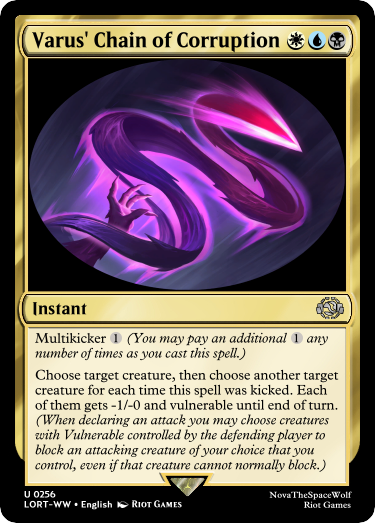 Varus' Chain of Corruption
Instant
Multikicker 1 (You may pay an additional 1 any
number of times as you cast this spell.)
Choose target creature, then choose another target
creature for each time this spell was kicked. Each
of them gets -1/-0 and vulnerable until end of turn.
(When declaring an attack you may choose creatures
with Vulnerable controlled by the defending player to
block an attacking creature of your choice that you
control, even if that creature cannot normally block.)
U 0256
LORT-WW • English RIOT GAMES
NovaTheSpaceWolf
Riot Games